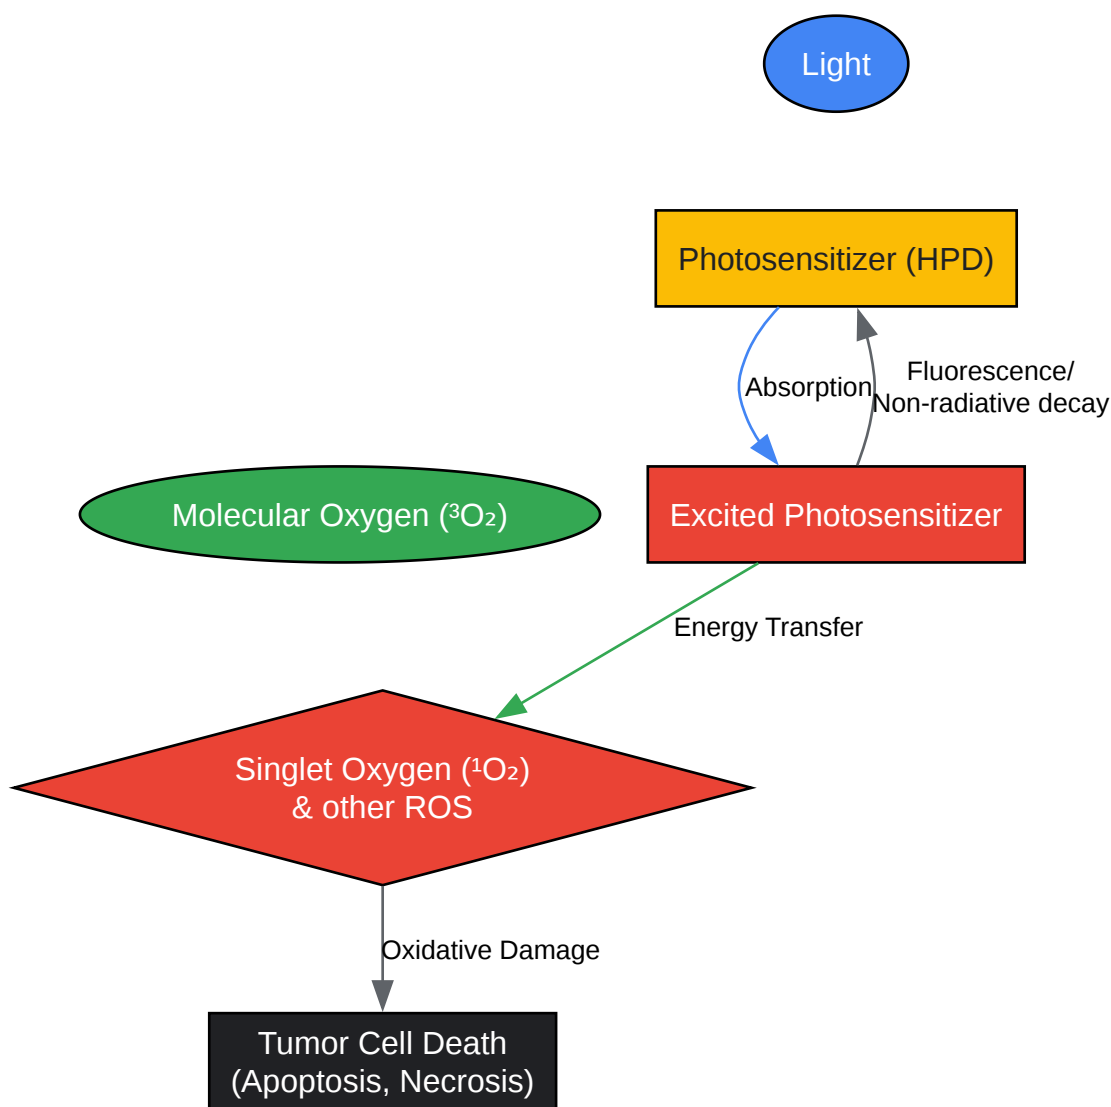 Light
Photosensitizer (HPD)
Absorption
Fluorescence/
Non-radiative decay
Molecular Oxygen (³O₂)
Excited Photosensitizer
Energy Transfer
Singlet Oxygen (¹O₂)
& other ROS
Oxidative Damage
Tumor Cell Death
(Apoptosis, Necrosis)